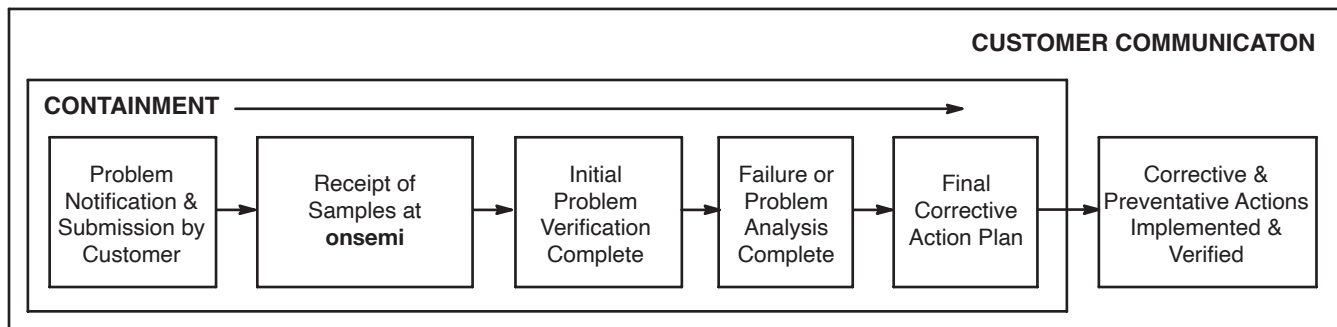 CUSTOMER COMMUNICATON
CONTAINMENT
Problem
Notification &
Submission by
Customer
Receipt of
Samples at
onsemi
Initial
Problem
Verification
Complete
Failure or
Problem
Analysis
Complete
Final
Corrective
Action Plan
Corrective &
Preventative Actions
Implemented &
Verified